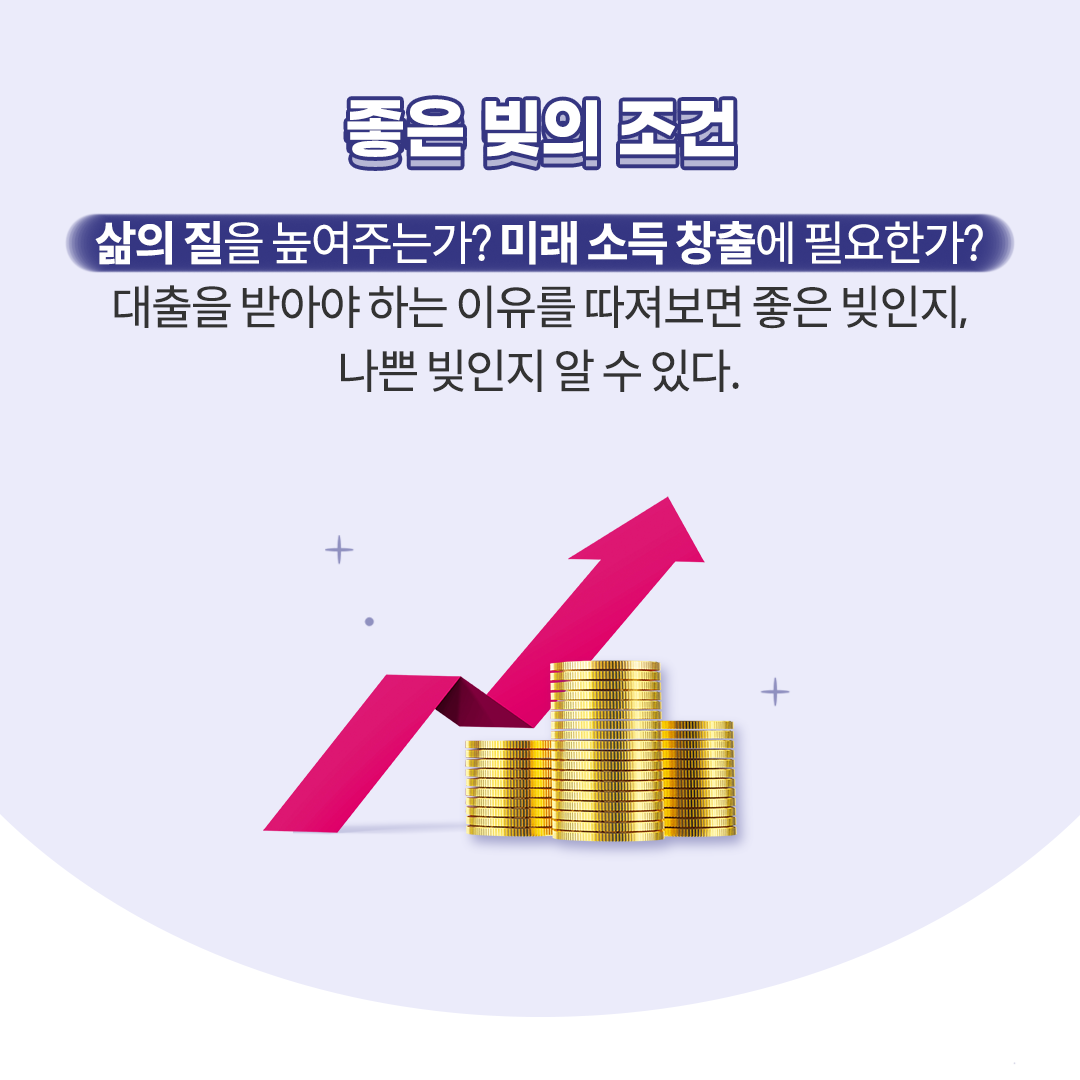 좋은 빚의 조건
삶의 질을 높여주는가? 미래 소득 창출에 필요한가?
대출을 받아야 하는 이유를 따져보면 좋은 빚인지,
나쁜 빚인지 알 수 있다.